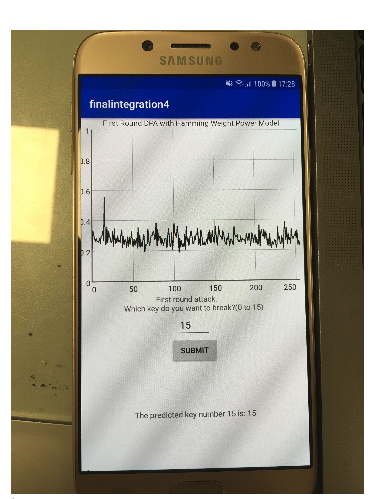 SAMSUNG
100% 17:28
finalintegration4
First Round DPA with Hamming Weight Power Model
1
0.8
0.6
0.4
0.2
0
0 50 100 150 200 250
First round attack.
Which key do you want to break?(0 to 15)
15
SUBMIT
The predicted key number 15 is: 15